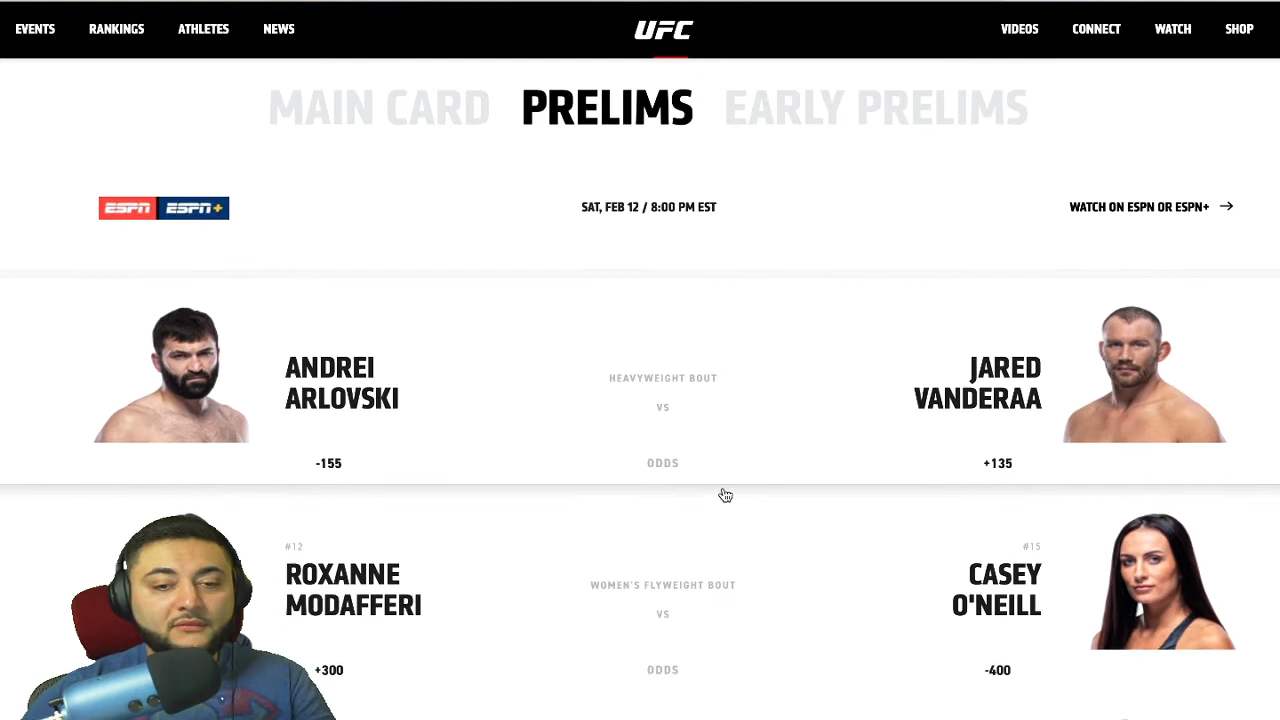 EVENTS RANKINGS ATHLETES NEWS UFC VIDEOS CONNECT WATCH SHOP
MAIN CARD PRELIMS EARLY PRELIMS
ESPN ESPN+ SAT, FEB 12 / 8:00 PM EST WATCH ON ESPN OR ESPN+ →
ANDREI
ARLOVSKI
HEAVYWEIGHT BOUT
VS
JARED
VANDERAA
-155 ODDS +135
#12
ROXANNE
MODAFFERI
WOMEN'S FLYWEIGHT BOUT
VS
#15
CASEY
O'NEILL
+300 ODDS -400